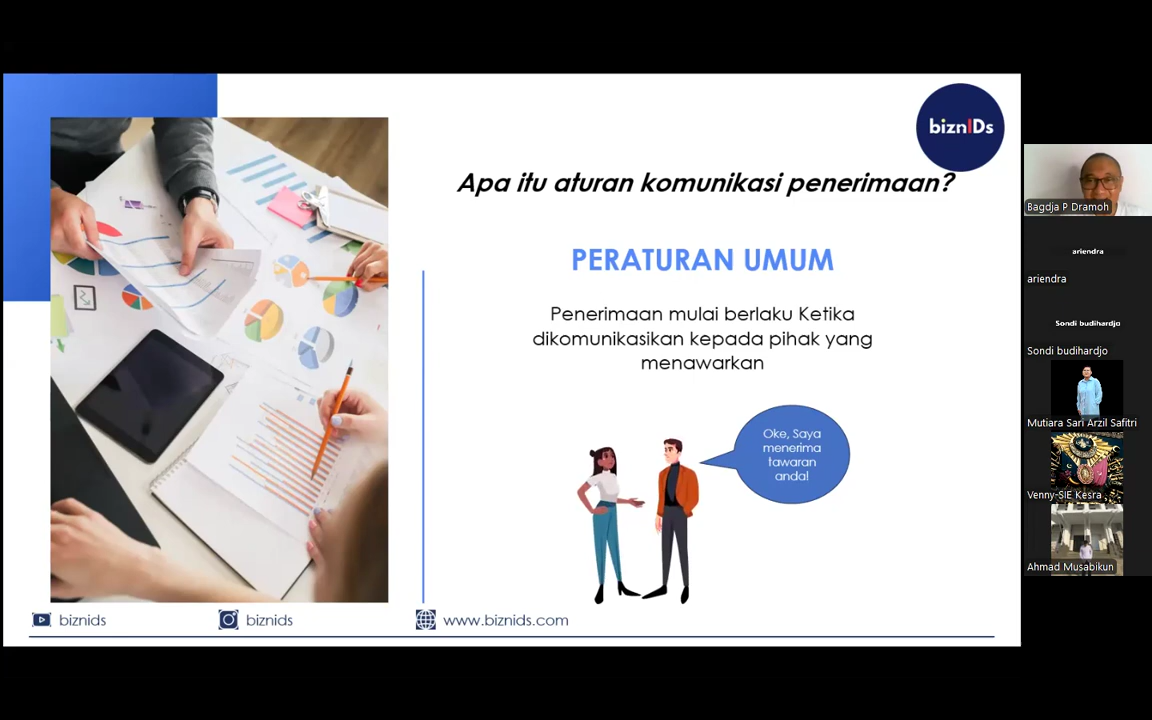 biznIDs
Apa itu aturan komunikasi penerimaan?
PERATURAN UMUM
Penerimaan mulai berlaku Ketika
dikomunikasikan kepada pihak yang
menawarkan
Oke, Saya
menerima
tawaran
anda!
biznids
biznids
www.biznids.com
Bagdja P Dramoh
ariendra
ariendra
Sondi budihardjo
Sondi budihardjo
Mutiara Sari Arzil Safitri
Venny-SIE Kesra
Ahmad Musabikun